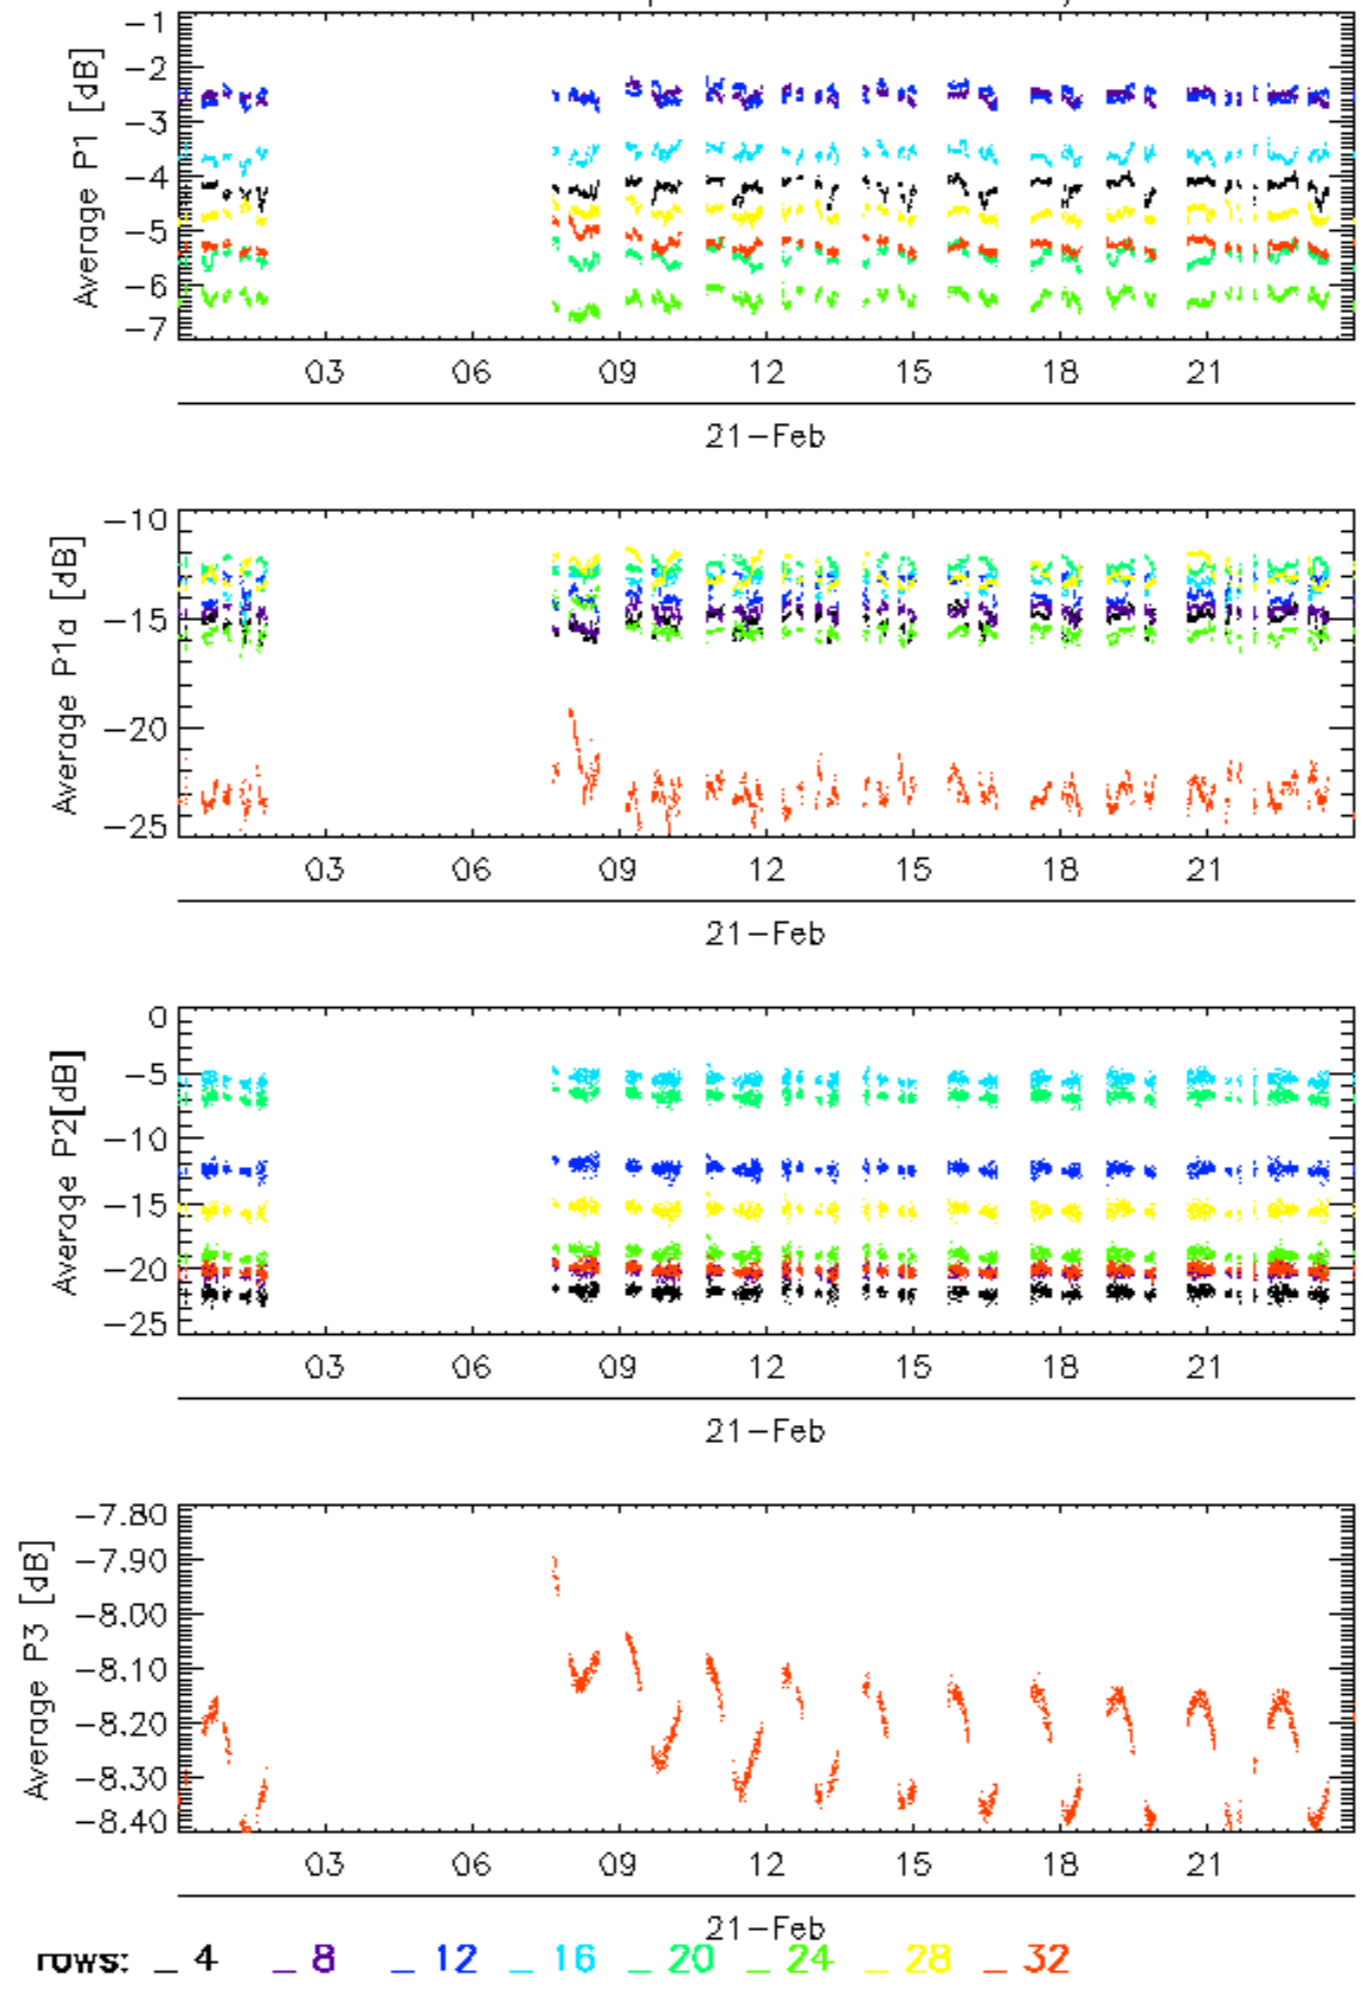 -1
-2
-3
-4
-5
-6
-7
Average P1 [dB]
03 06 09 12 15 18 21
21-Feb
-10
-15
-20
-25
Average P1a [dB]
03 06 09 12 15 18 21
21-Feb
0
-5
-10
-15
-20
-25
Average P2[dB]
03 06 09 12 15 18 21
21-Feb
-7.80
-7.90
-8.00
-8.10
-8.20
-8.30
-8.40
Average P3 [dB]
03 06 09 12 15 18 21
21-Feb
rows: _ 4 _ 8 _ 12 _ 16 _ 20 _ 24 _ 28 _ 32